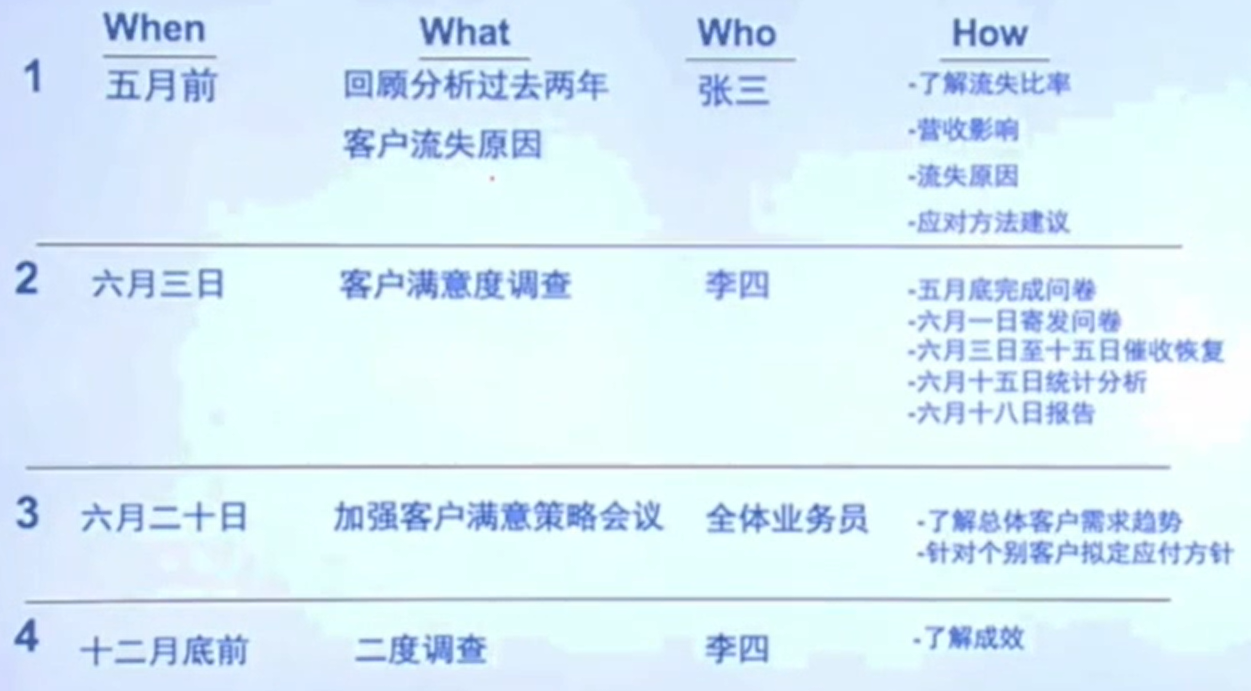 When What Who How
1 五月前 回顾分析过去两年 张三 -了解流失比率
-营收影响
客户流失原因
-流失原因
-应对方法建议
2 六月三日 客户满意度调查 李四 -五月底完成问卷
-六月一日寄发问卷
-六月三日至十五日催收恢复
-六月十五日统计分析
-六月十八日报告
3 六月二十日 加强客户满意策略会议 全体业务员 -了解总体客户需求趋势
-针对个别客户拟定应付方针
4 十二月底前 二度调查 李四 -了解成效